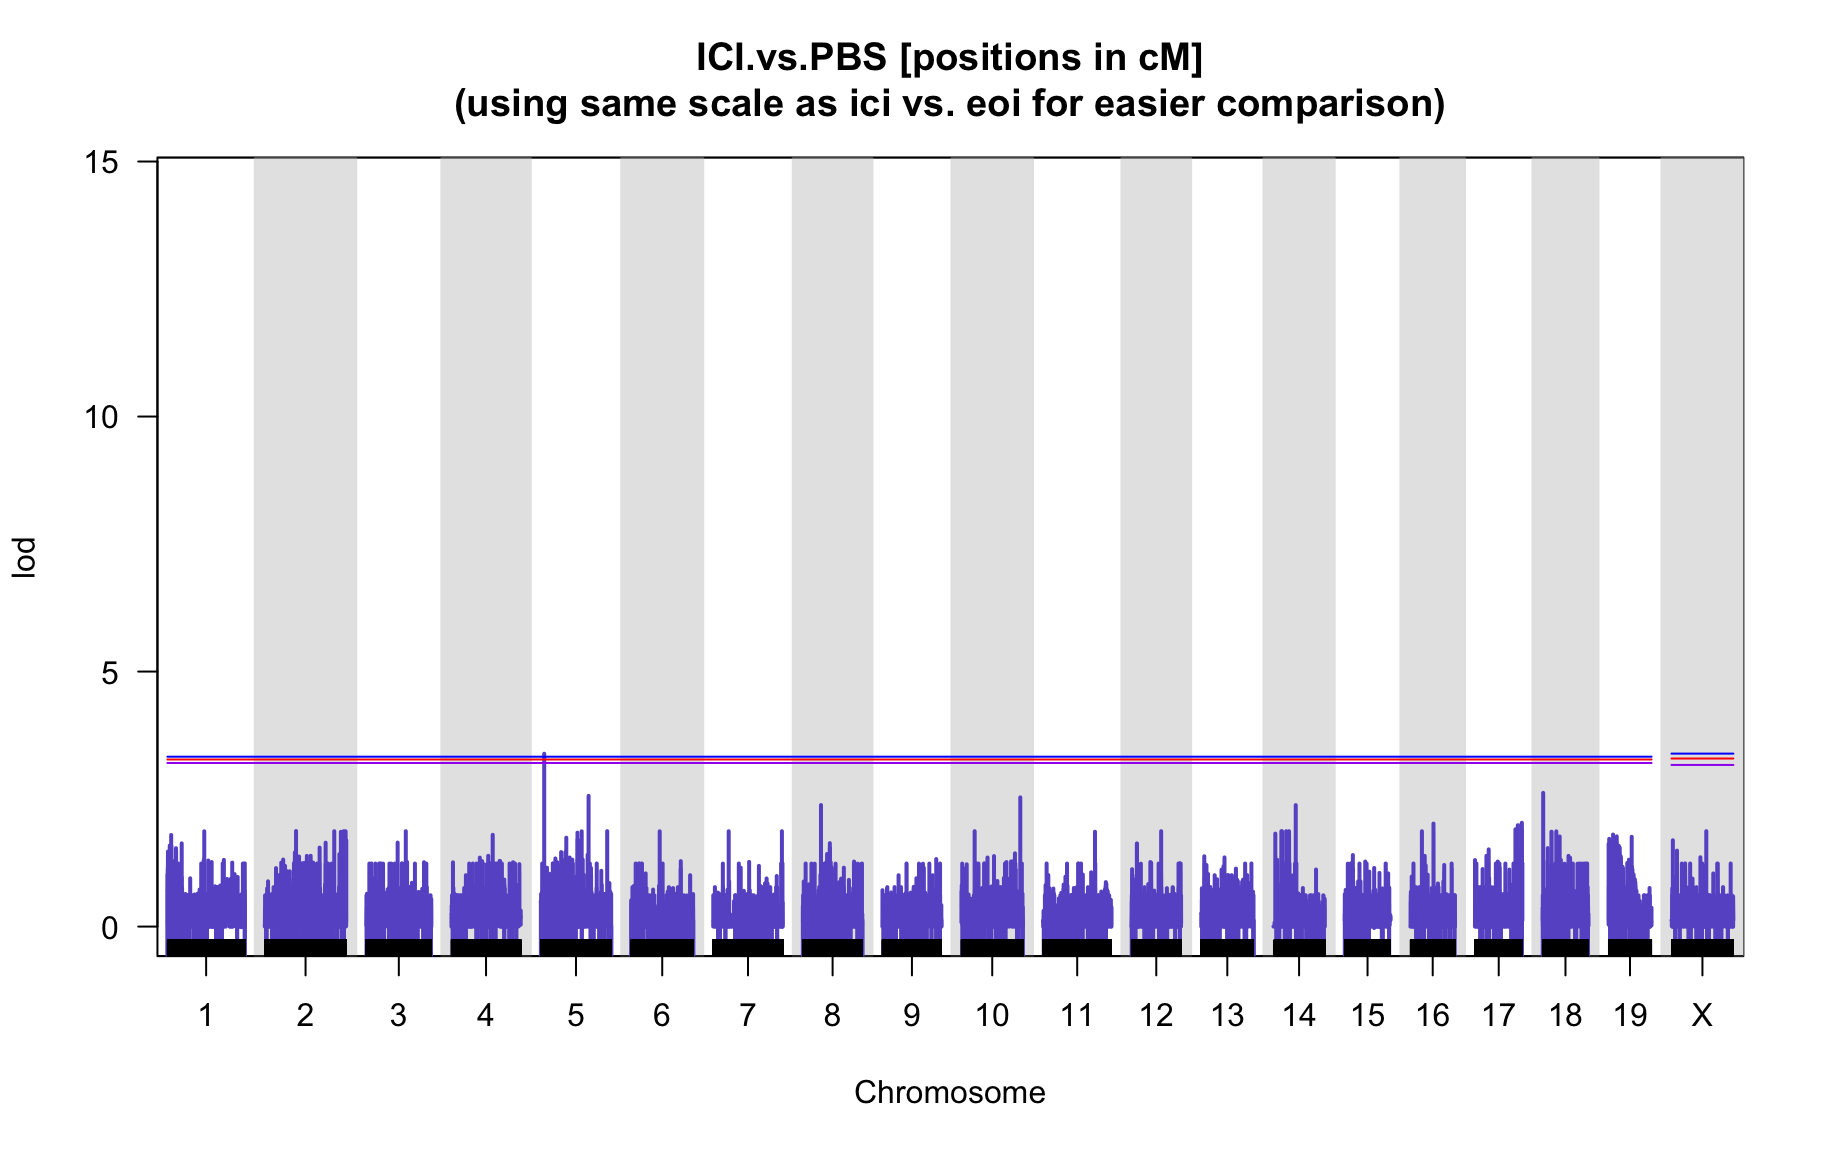 ICI.vs.PBS [positions in cM]
(using same scale as ici vs. eoi for easier comparison)
15
10
5
0
lod
1 2 3 4 5 6 7 8 9 10 11 12 13 14 15 16 17 18 19 X
Chromosome